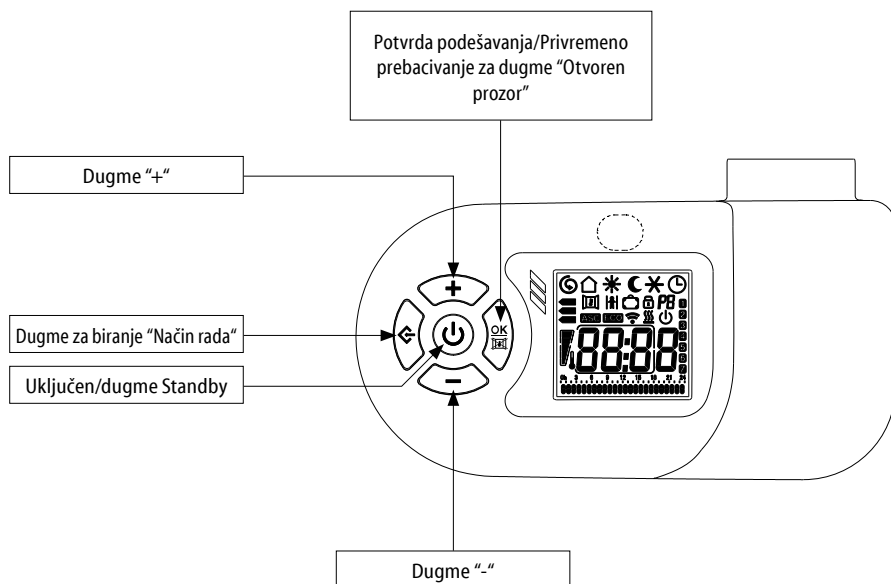 Potvrda podešavanja/Privremeno
prebacivanje za dugme “Otvoren
prozor”
Dugme “+“
Dugme za biranje “Način rada“
Uključen/dugme Standby
Dugme “-“
OK
88:88